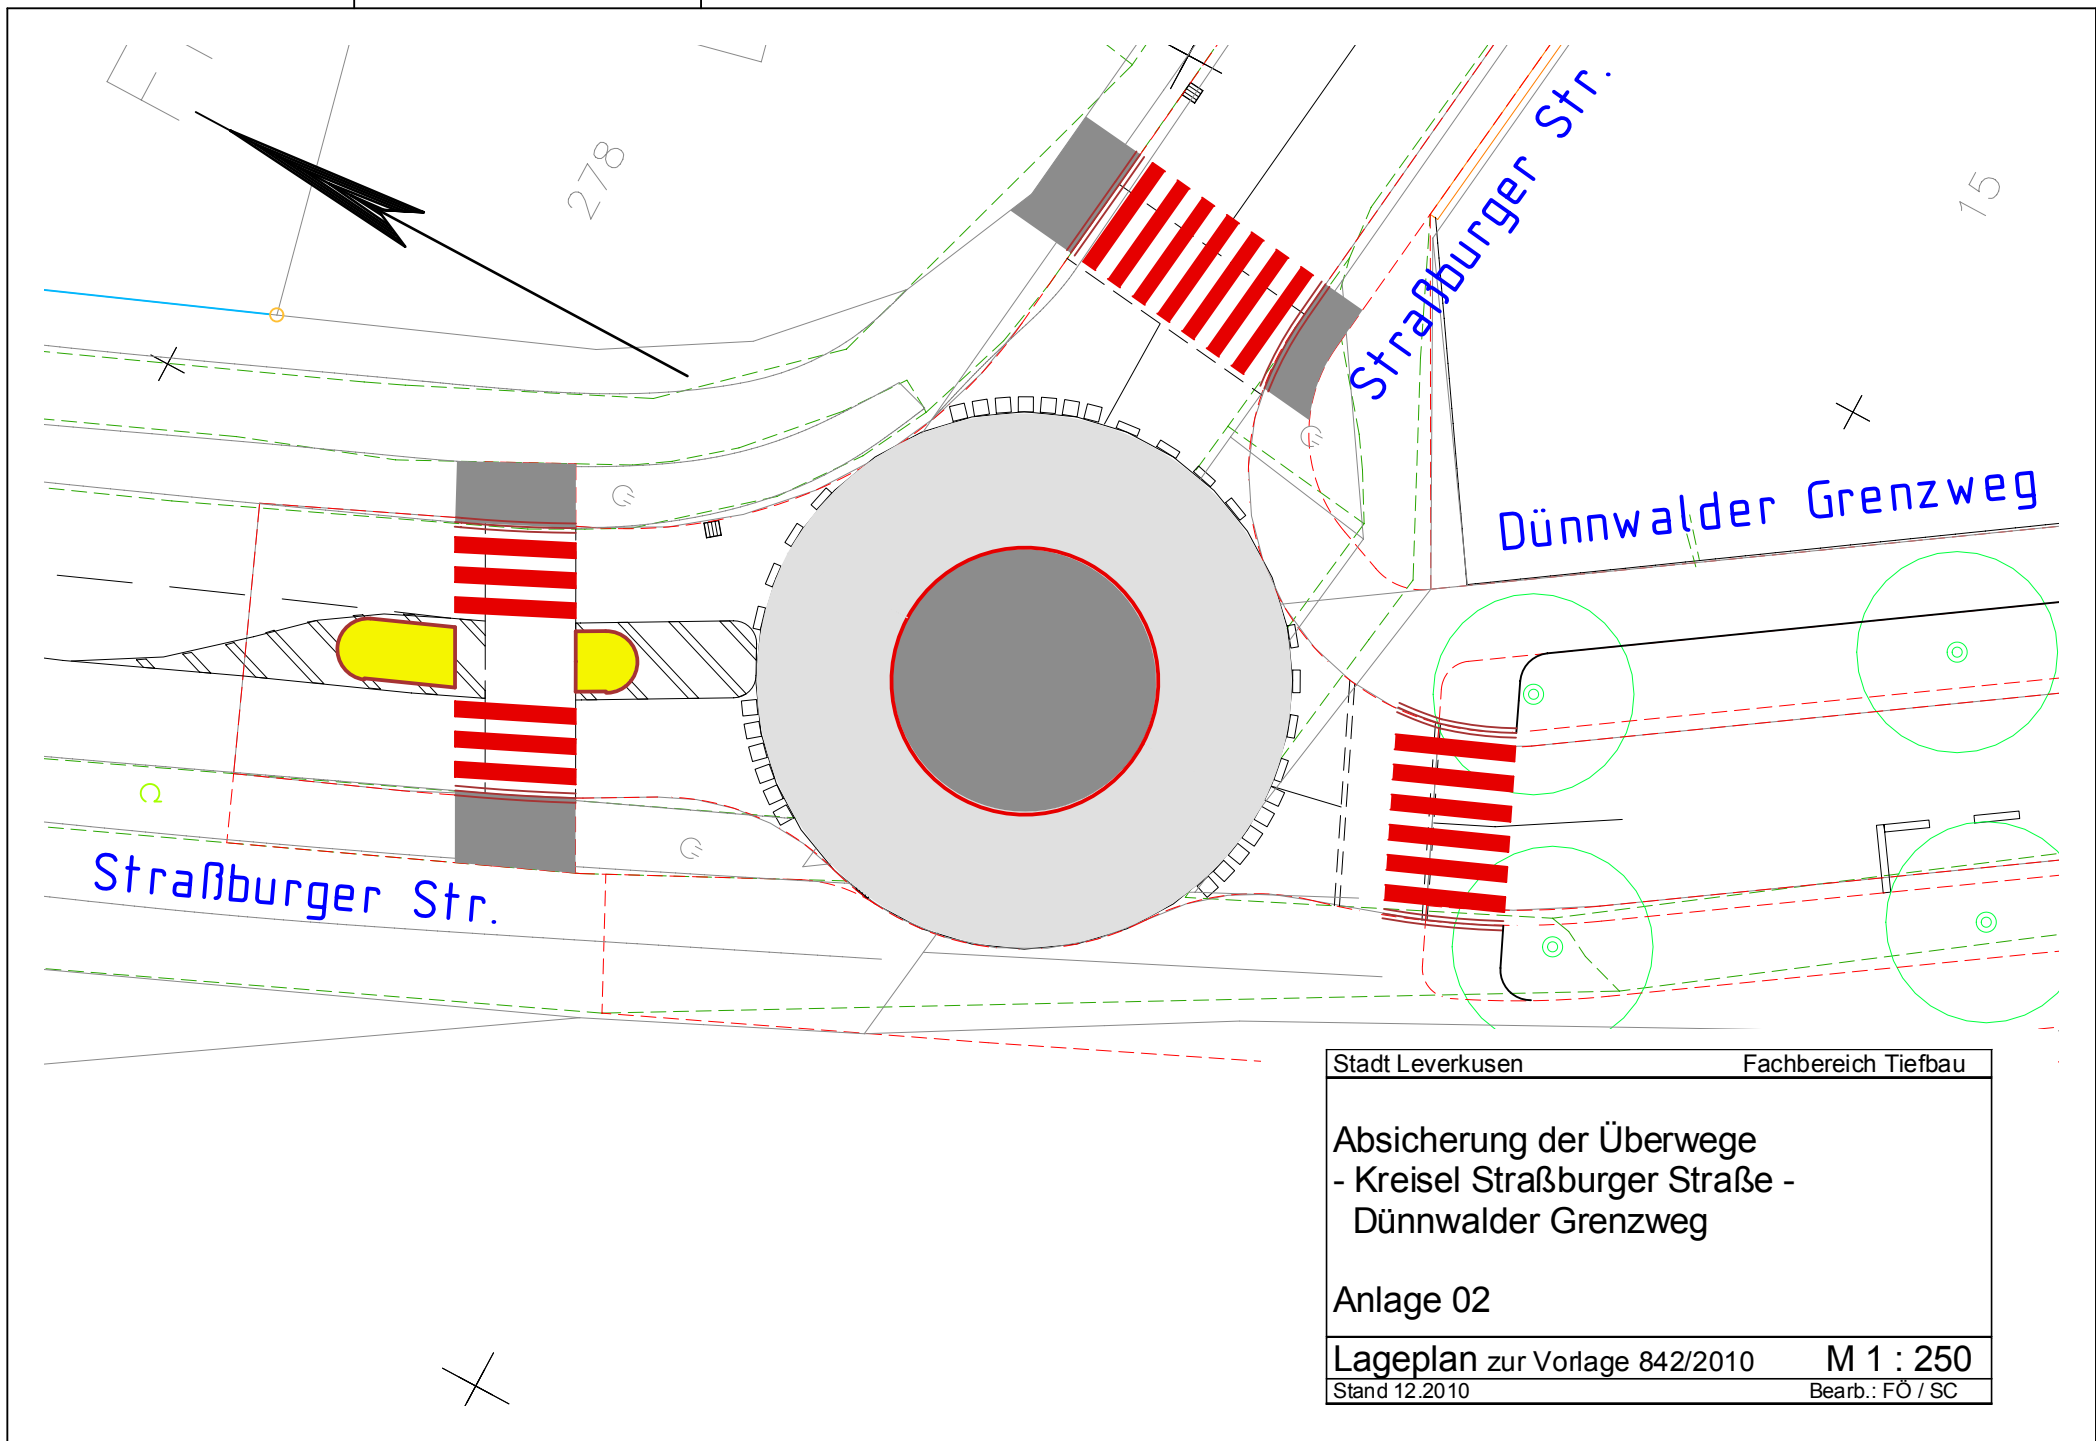 278
15
Straßburger Str.
Dünnwalder Grenzweg
Straßburger Str.
Stadt Leverkusen Fachbereich Tiefbau
Absicherung der Überwege
- Kreisel Straßburger Straße -
Dünnwalder Grenzweg
Anlage 02
Lageplan zur Vorlage 842/2010 M 1 : 250
Stand 12.2010 Bearb.: FÖ / SC